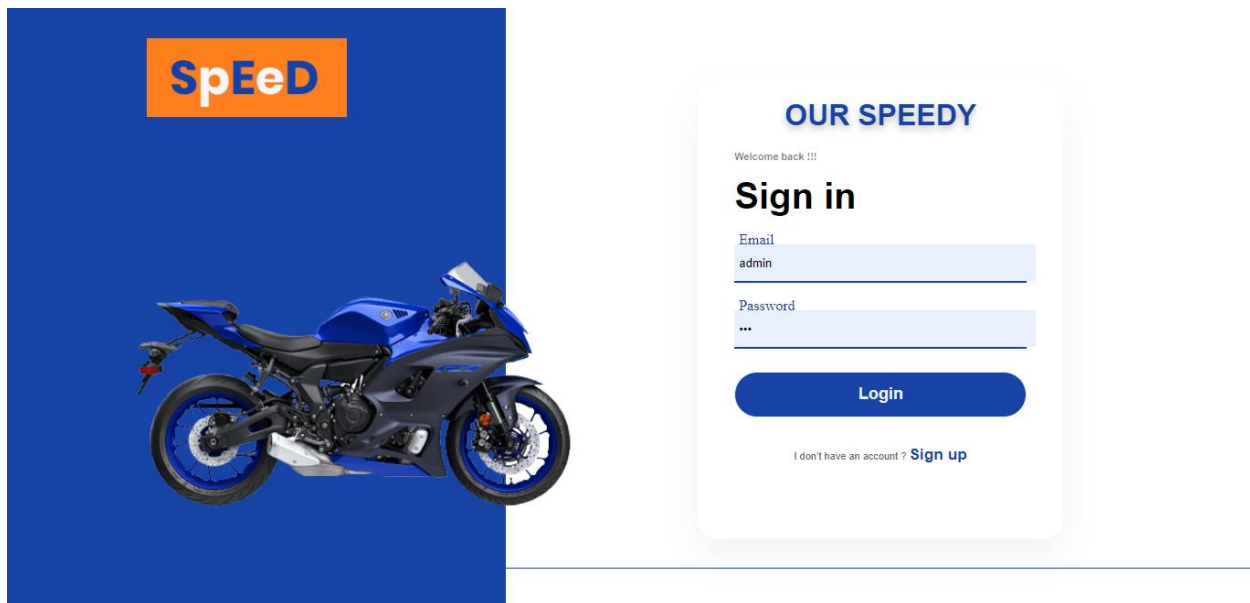 SpEeD
OUR SPEEDY
Welcome back !!!
Sign in
Email
admin
Password
•••
Login
I don't have an account ? Sign up